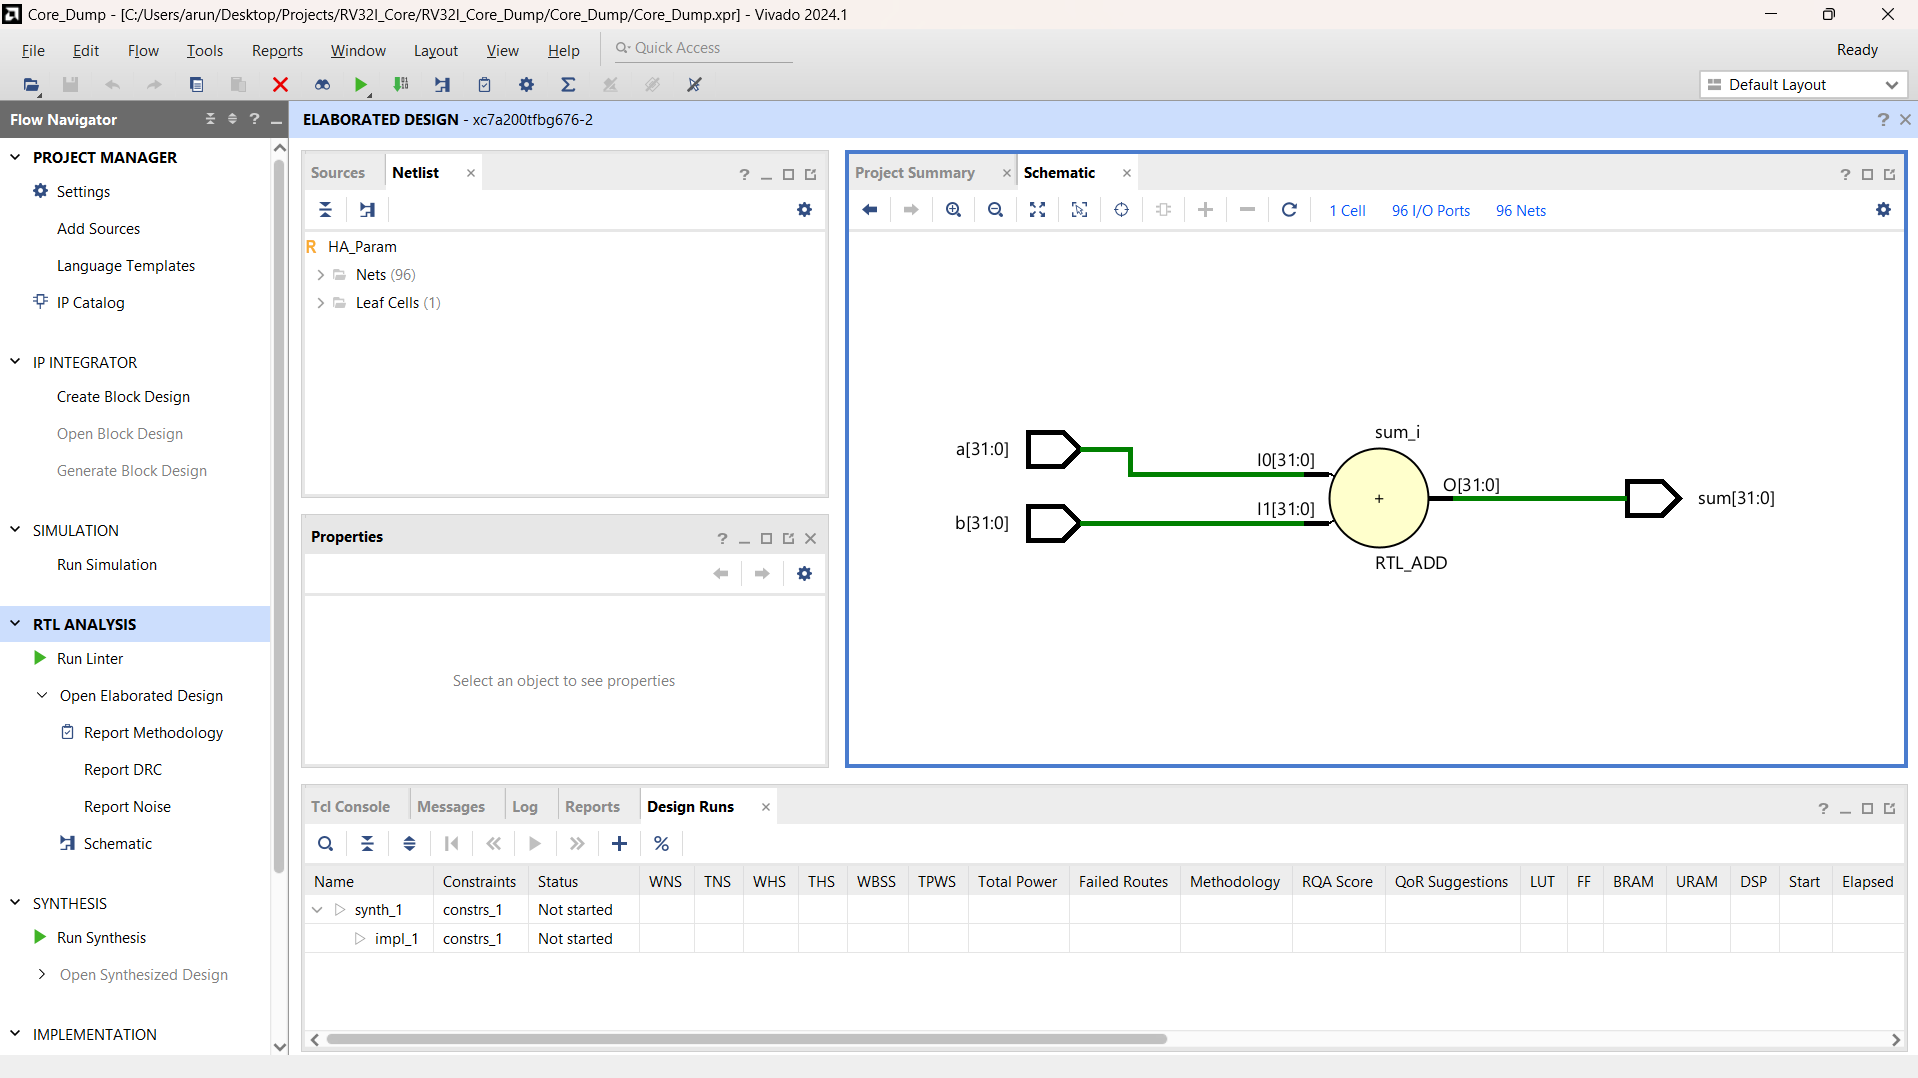 Core_Dump - [C:/Users/arun/Desktop/Projects/RV32I_Core/RV32I_Core_Dump/Core_Dump/Core_Dump.xpr] - Vivado 2024.1
File Edit Flow Tools Reports Window Layout View Help Quick Access Ready
Default Layout
Flow Navigator
ELABORATED DESIGN - xc7a200tfbg676-2
PROJECT MANAGER
Settings
Add Sources
Language Templates
IP Catalog
IP INTEGRATOR
Create Block Design
Open Block Design
Generate Block Design
SIMULATION
Run Simulation
RTL ANALYSIS
Run Linter
Open Elaborated Design
Report Methodology
Report DRC
Report Noise
Schematic
SYNTHESIS
Run Synthesis
Open Synthesized Design
IMPLEMENTATION
Sources Netlist
R HA_Param
Nets (96)
Leaf Cells (1)
Properties
Select an object to see properties
Project Summary Schematic
1 Cell 96 I/O Ports 96 Nets
sum_i
a[31:0] I0[31:0]
+ O[31:0] sum[31:0]
b[31:0] I1[31:0]
RTL_ADD
Tcl Console Messages Log Reports Design Runs
Name Constraints Status WNS TNS WHS THS WBSS TPWS Total Power Failed Routes Methodology RQA Score QoR Suggestions LUT FF BRAM URAM DSP Start Elapsed
synth_1 constrs_1 Not started
impl_1 constrs_1 Not started